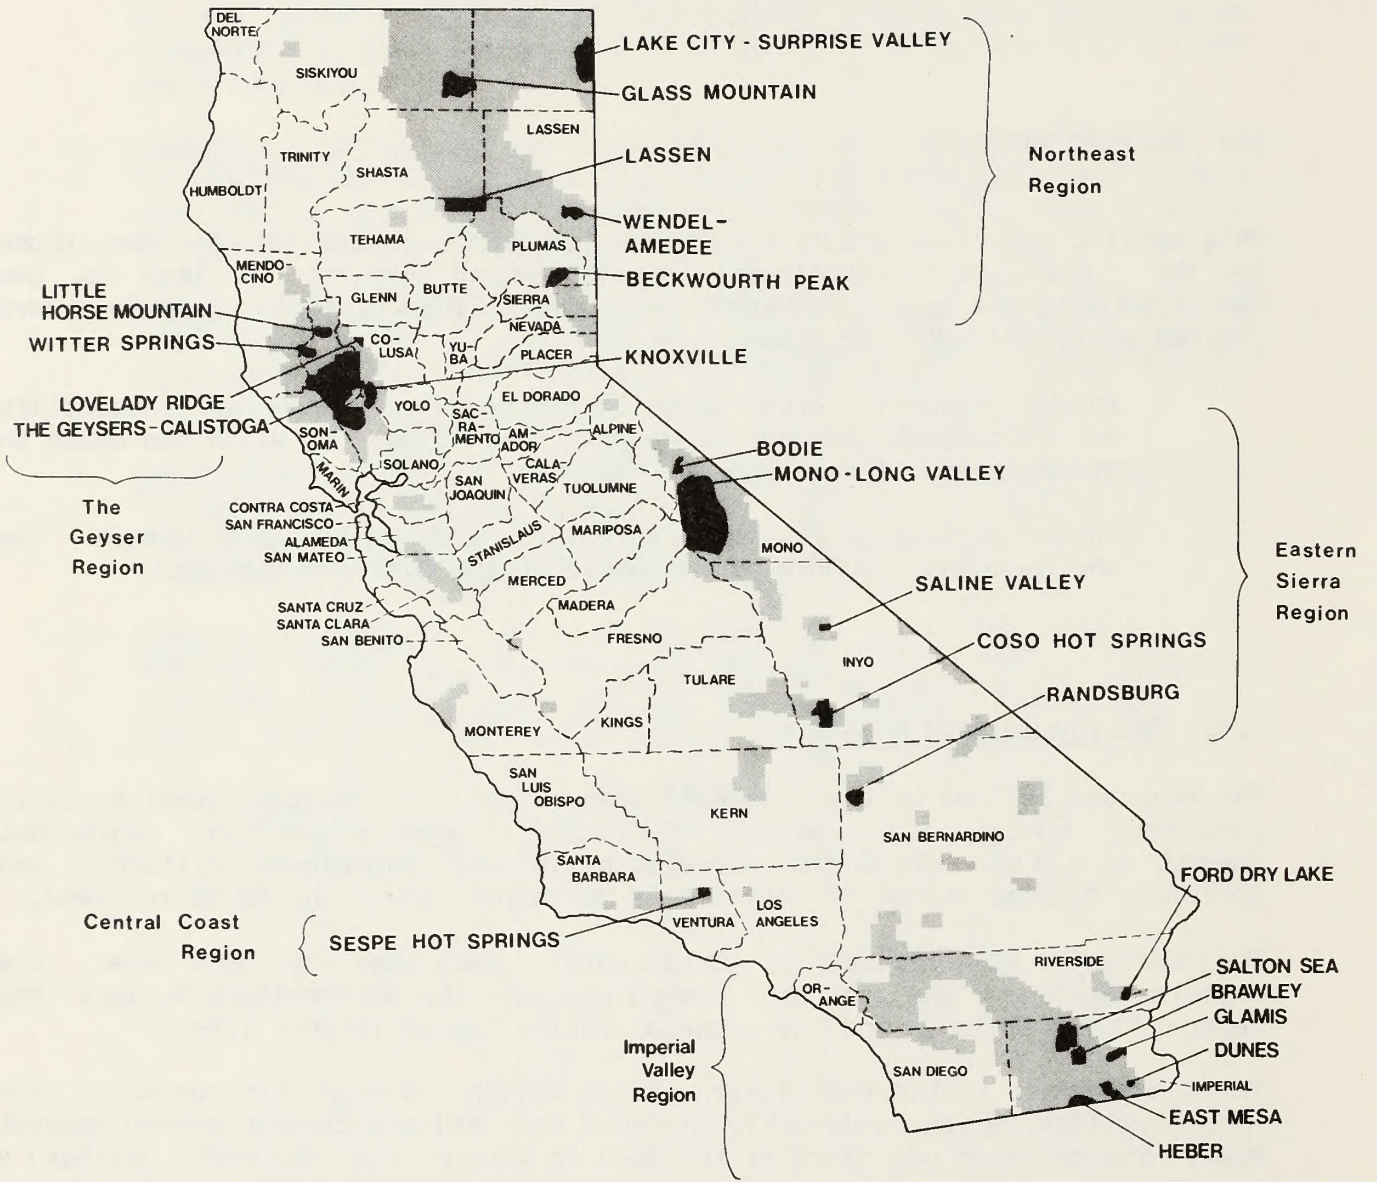 DEL
NORTE
SISKIYOU
LAKE CITY - SURPRISE VALLEY
GLASS MOUNTAIN
LASSEN
TRINITY
SHASTA
LASSEN
Northeast
Region
HUMBOLDT
TEHAMA
PLUMAS
WENDEL-
AMEDEE
MENDO-
CINO
GLENN
BUTTE
SIERRA
BECKWOURTH PEAK
LITTLE
HORSE MOUNTAIN
NEVADA
WITTER SPRINGS
CO-
LUSA
YU-
BA
PLACER
KNOXVILLE
LOVELADY RIDGE
THE GEYSERS-CALISTOGA
YOLO
EL DORADO
SAC-
RA-
MENTO
AM-
ADOR
ALPINE
SON-
OMA
SOLANO
CALA-
VERAS
BODIE
MONO-LONG VALLEY
MARIN
SAN
JOAQUIN
TUOLUMNE
The
Geyser
Region
CONTRA COSTA
SAN FRANCISCO
ALAMEDA
SAN MATEO
STANISLAUS
MARIPOSA
MONO
Eastern
Sierra
Region
MERCED
SALINE VALLEY
SANTA CRUZ
SANTA CLARA
SAN BENITO
MADERA
FRESNO
COSO HOT SPRINGS
INYO
TULARE
RANDSBURG
MONTEREY
KINGS
SAN
LUIS
OBISPO
KERN
SAN BERNARDINO
SANTA
BARBARA
FORD DRY LAKE
Central Coast
Region
SESPE HOT SPRINGS
VENTURA
LOS
ANGELES
RIVERSIDE
SALTON SEA
OR-
ANGE
BRAWLEY
GLAMIS
Imperial
Valley
Region
SAN DIEGO
DUNES
IMPERIAL
EAST MESA
HEBER